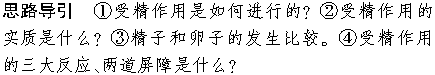 思路导引 ①受精作用是如何进行的？②受精作用的
实质是什么？③精子和卵子的发生比较。④受精作用
的三大反应、两道屏障是什么？